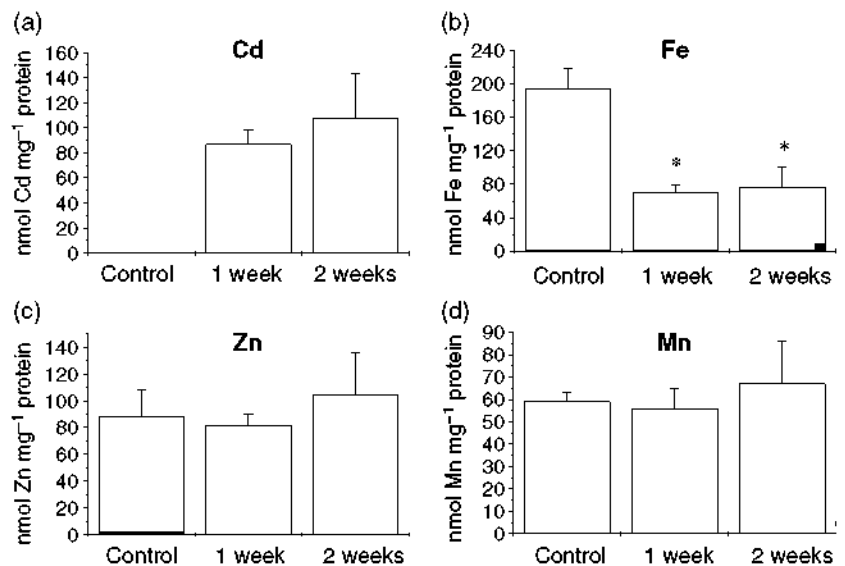 (a)
Cd
nmol Cd mg⁻¹ protein
160
140
120
100
80
60
40
20
0
Control 1 week 2 weeks
(b)
Fe
nmol Fe mg⁻¹ protein
240
200
160
120
80
40
0
* *
Control 1 week 2 weeks
(c)
Zn
nmol Zn mg⁻¹ protein
140
120
100
80
60
40
20
0
Control 1 week 2 weeks
(d)
Mn
nmol Mn mg⁻¹ protein
90
80
70
60
50
40
30
20
10
0
Control 1 week 2 weeks